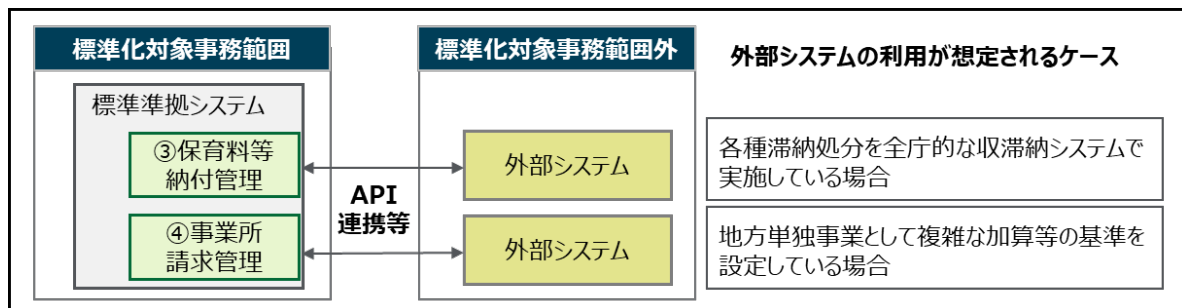 標準化対象事務範囲
標準化対象事務範囲外
外部システムの利用が想定されるケース
標準準拠システム
③保育料等
納付管理
API
連携等
外部システム
各種滞納処分を全庁的な収滞納システムで
実施している場合
④事業所
請求管理
外部システム
地方単独事業として複雑な加算等の基準を
設定している場合